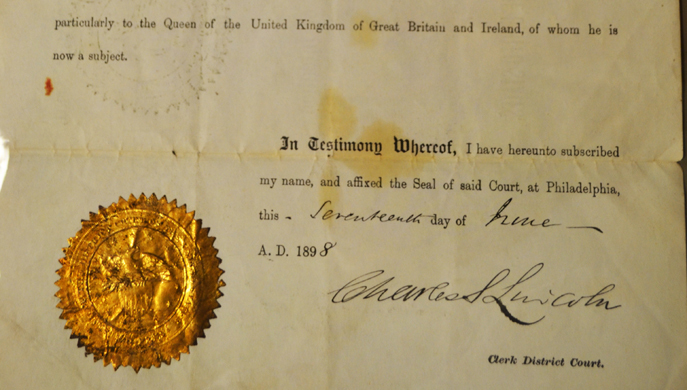 particularly to the Queen of the United Kingdom of Great Britain and Ireland, of whom he is
now a subject.
In Testimony Whereof, I have hereunto subscribed
my name, and affixed the Seal of said Court, at Philadelphia,
this - Seventeenth day of June —
A. D. 1898
Charles S Lincoln
Clerk District Court.